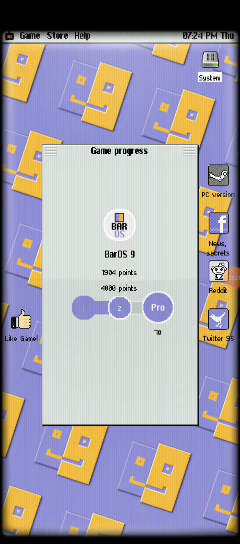 Game Store Help 07:24 PM Thu
System
Game progress
PC version
BAR
OS
BarOS 9
News,
secrets
1904 points
Reddit
4000 points
2
Pro
Like Game!
Twitter 95